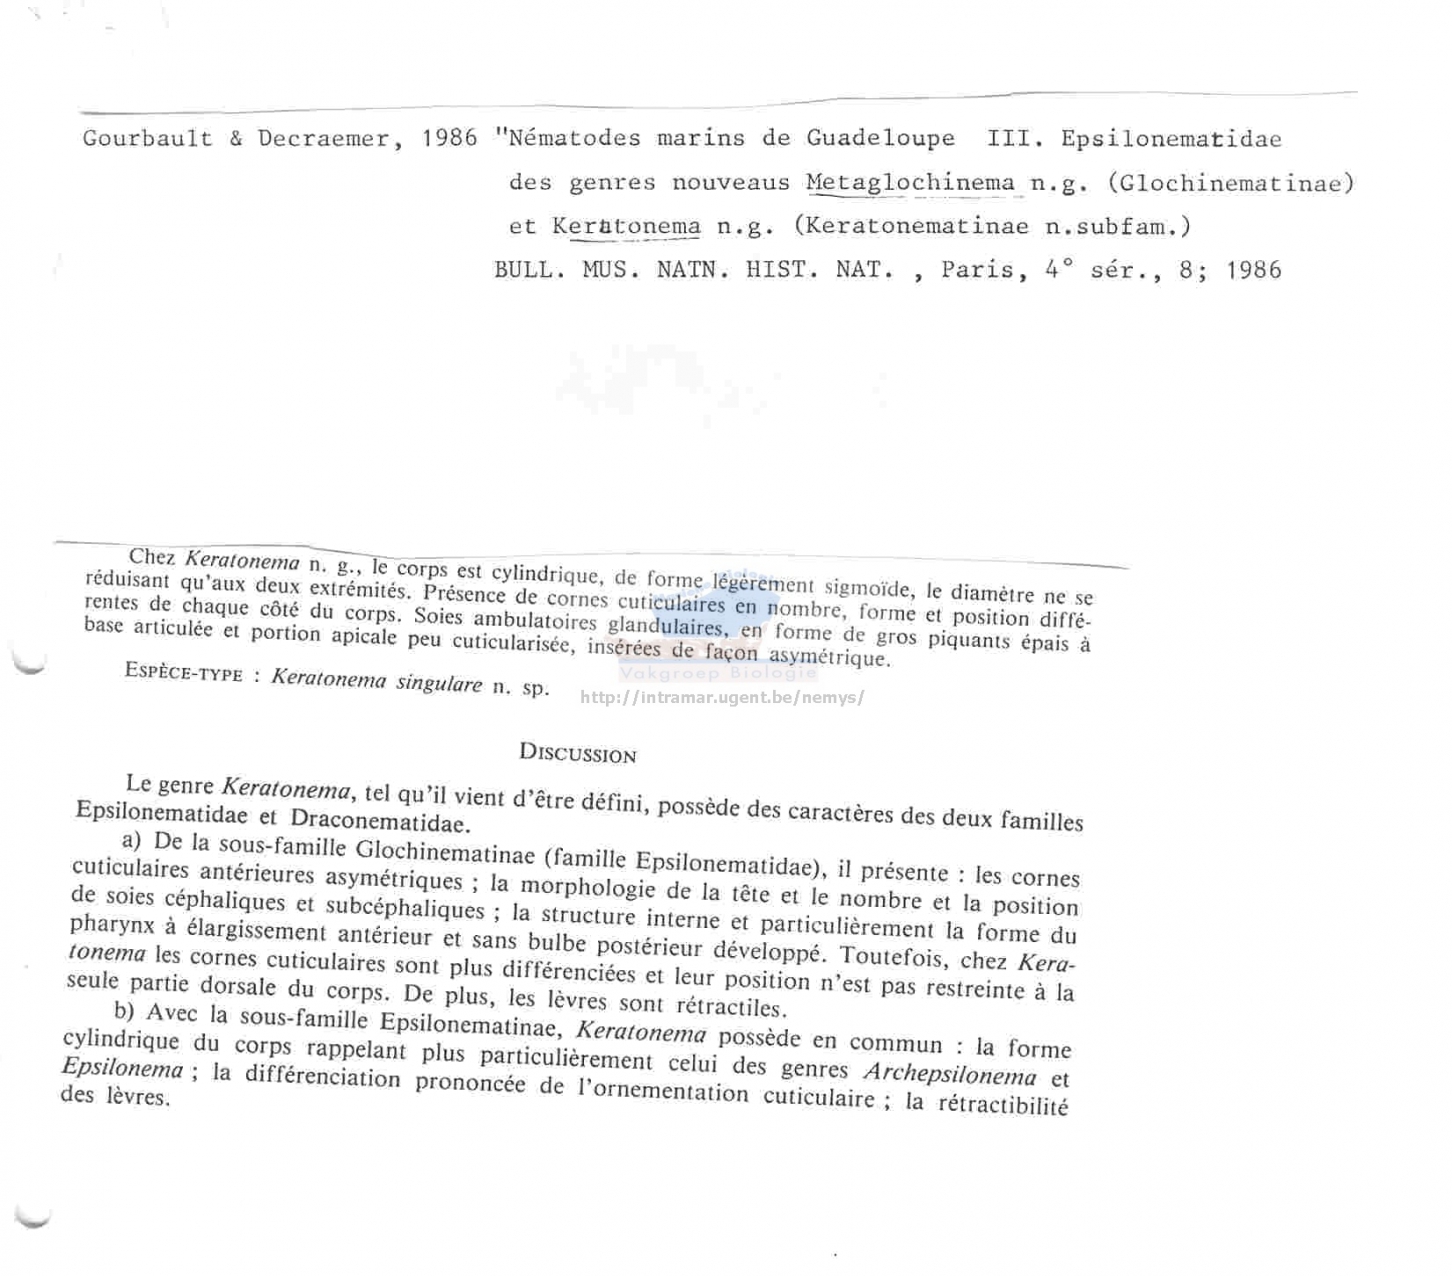 Gourbault & Decraemer, 1986 "Nématodes marins de Guadeloupe III. Epsilonematidae
des genres nouveaus Metaglochinema n.g. (Glochinematinae)
et Keratonema n.g. (Keratonematinae n.subfam.)
BULL. MUS. NATN. HIST. NAT. , Paris, 4° sér., 8; 1986
Chez Keratonema n. g., le corps est cylindrique, de forme légèrement sigmoïde, le diamètre ne se
réduisant qu'aux deux extrémités. Présence de cornes cuticulaires en nombre, forme et position diffé-
rentes de chaque côté du corps. Soies ambulatoires glandulaires, en forme de gros piquants épais à
base articulée et portion apicale peu cuticularisée, insérées de façon asymétrique.
ESPÈCE-TYPE : Keratonema singulare n. sp.
Vakgroep Biologie
http://intramar.ugent.be/nemys/
DISCUSSION
Le genre Keratonema, tel qu'il vient d'être défini, possède des caractères des deux familles
Epsilonematidae et Draconematidae.
a) De la sous-famille Glochinematinae (famille Epsilonematidae), il présente : les cornes
cuticulaires antérieures asymétriques ; la morphologie de la tête et le nombre et la position
de soies céphaliques et subcéphaliques ; la structure interne et particulièrement la forme du
pharynx à élargissement antérieur et sans bulbe postérieur développé. Toutefois, chez Kera-
tonema les cornes cuticulaires sont plus différenciées et leur position n'est pas restreinte à la
seule partie dorsale du corps. De plus, les lèvres sont rétractiles.
b) Avec la sous-famille Epsilonematinae, Keratonema possède en commun : la forme
cylindrique du corps rappelant plus particulièrement celui des genres Archepsilonema et
Epsilonema ; la différenciation prononcée de l'ornementation cuticulaire ; la rétractibilité
des lèvres.